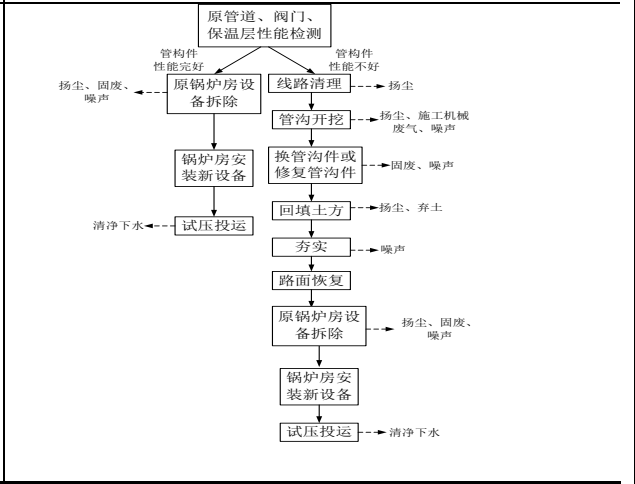 原管道、阀门、
保温层性能检测
管构件
性能完好
管构件
性能不好
扬尘、固废、
噪声
原锅炉房设
备拆除
锅炉房安
装新设备
清净下水
试压投运
线路清理
扬尘
管沟开挖
扬尘、施工机械
废气、噪声
换管沟件或
修复管沟件
固废、噪声
回填土方
扬尘、弃土
夯实
噪声
路面恢复
原锅炉房设
备拆除
扬尘、固废、
噪声
锅炉房安
装新设备
试压投运
清净下水